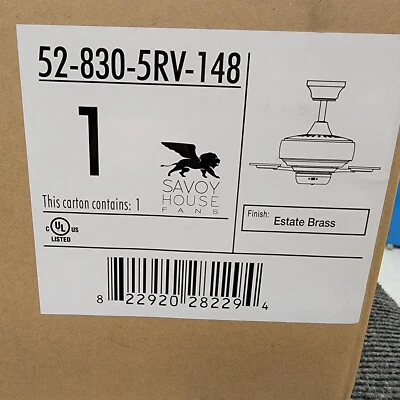 52-830-5RV-148
1
SAVOY
HOUSE
FANS
This carton contains: 1
C UL US
LISTED
Finish: Estate Brass
8 22920 28229 4